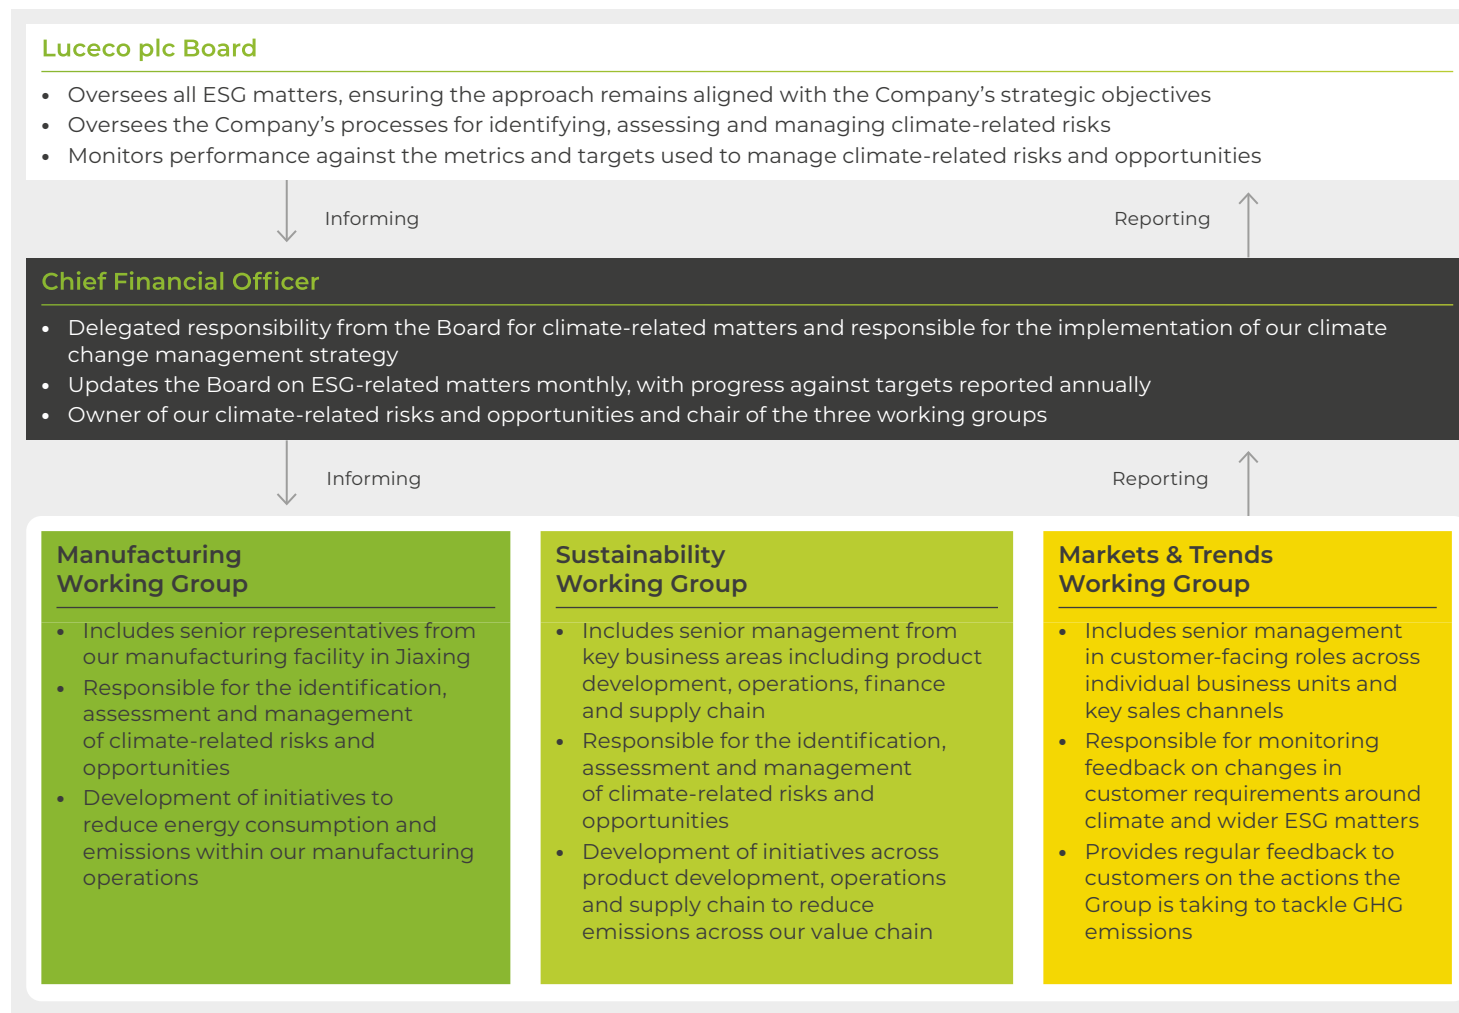 Luceco plc Board
• Oversees all ESG matters, ensuring the approach remains aligned with the Company's strategic objectives
• Oversees the Company's processes for identifying, assessing and managing climate-related risks
• Monitors performance against the metrics and targets used to manage climate-related risks and opportunities
Informing
Reporting
Chief Financial Officer
• Delegated responsibility from the Board for climate-related matters and responsible for the implementation of our climate
change management strategy
• Updates the Board on ESG-related matters monthly, with progress against targets reported annually
• Owner of our climate-related risks and opportunities and chair of the three working groups
Informing
Reporting
Manufacturing
Working Group
• Includes senior representatives from
our manufacturing facility in Jiaxing
• Responsible for the identification,
assessment and management
of climate-related risks and
opportunities
• Development of initiatives to
reduce energy consumption and
emissions within our manufacturing
operations
Sustainability
Working Group
• Includes senior management from
key business areas including product
development, operations, finance
and supply chain
• Responsible for the identification,
assessment and management
of climate-related risks and
opportunities
• Development of initiatives across
product development, operations
and supply chain to reduce
emissions across our value chain
Markets & Trends
Working Group
• Includes senior management
in customer-facing roles across
individual business units and
key sales channels
• Responsible for monitoring
feedback on changes in
customer requirements around
climate and wider ESG matters
• Provides regular feedback to
customers on the actions the
Group is taking to tackle GHG
emissions